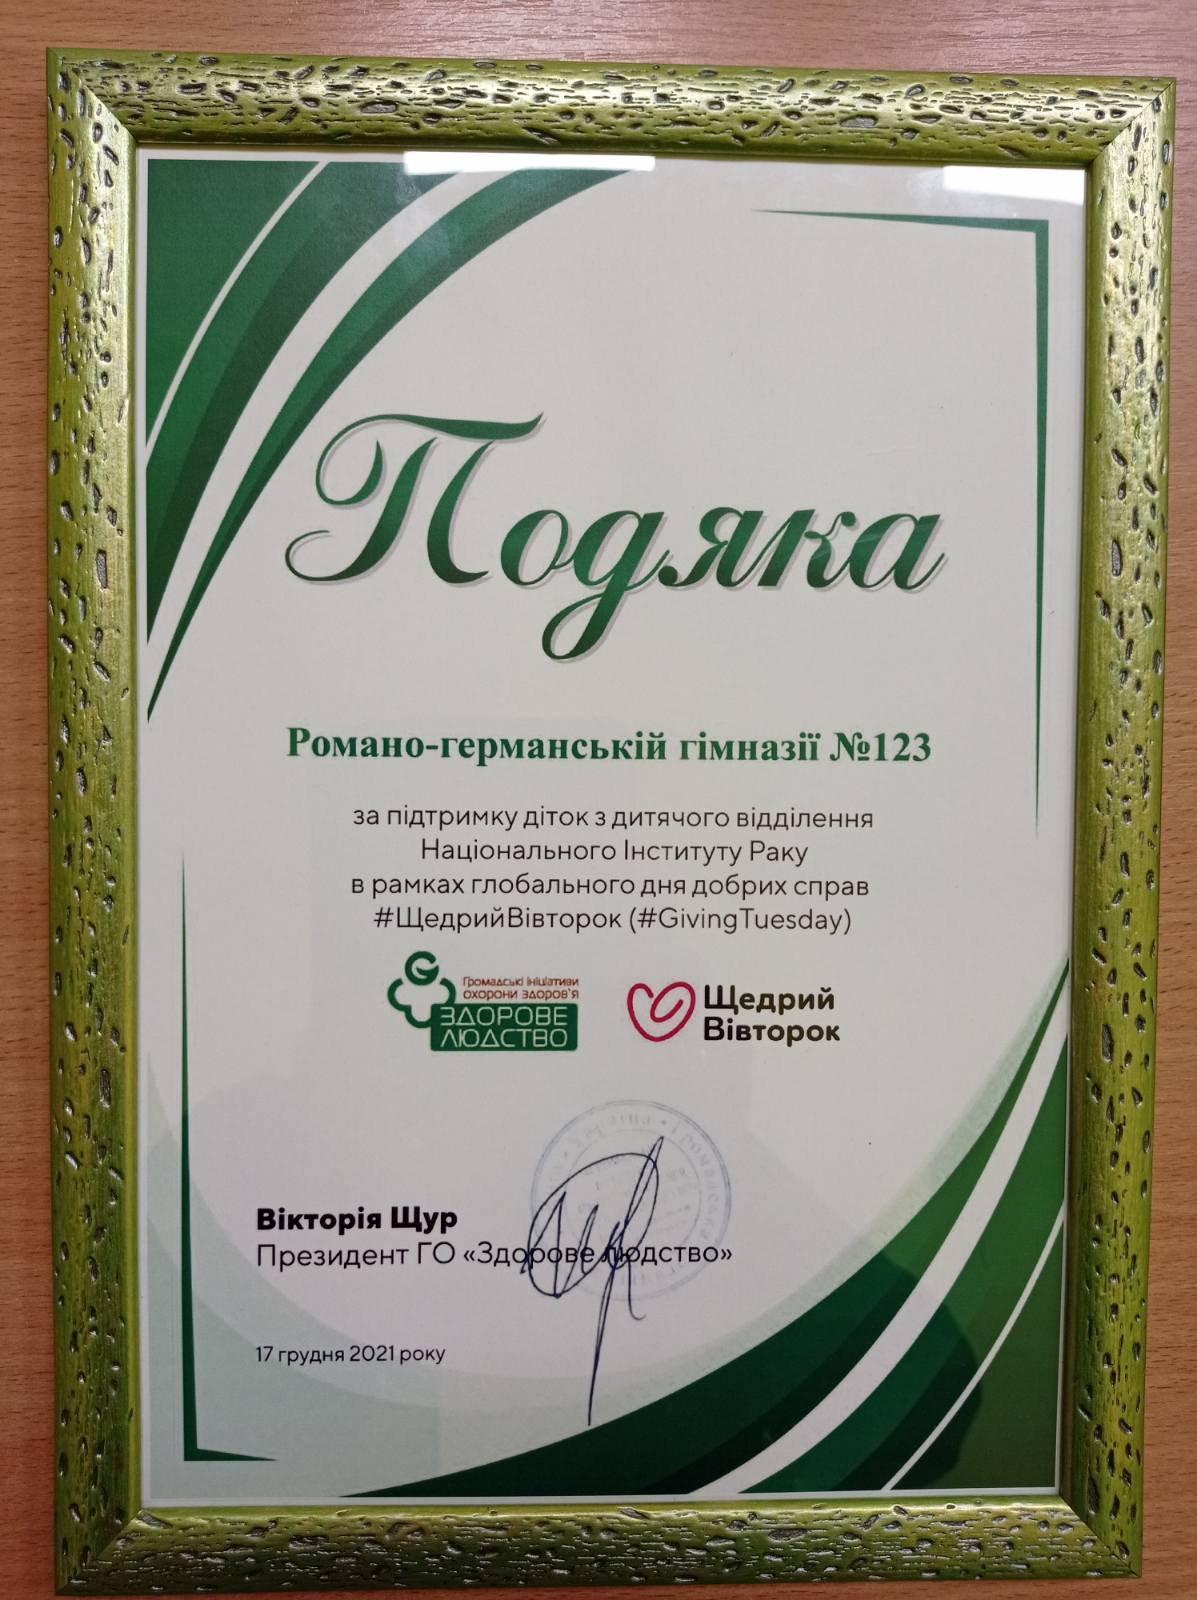 Подяка
Романо-германській гімназії №123
за підтримку діток з дитячого відділення
Національного Інституту Раку
в рамках глобального дня добрих справ
#ЩедрийВівторок (#GivingTuesday)
Громадські ініціативи
охорони здоров'я
ЗДОРОВЕ
ЛЮДСТВО
Щедрий
Вівторок
Україна • Громадська
Вікторія Щур
Президент ГО «Здорове людство»
17 грудня 2021 року